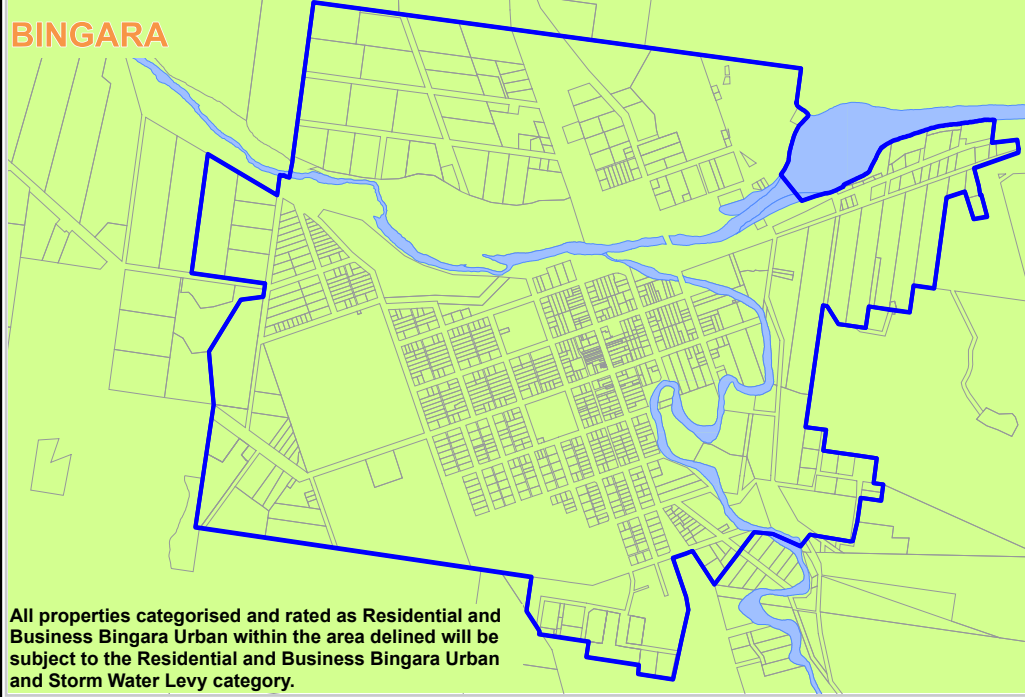 BINGARA
All properties categorised and rated as Residential and
Business Bingara Urban within the area delined will be
subject to the Residential and Business Bingara Urban
and Storm Water Levy category.